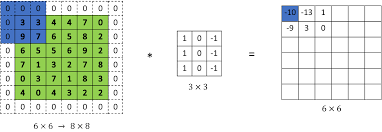 0 0 0 0 0 0 0 0
0 3 3 4 4 7 0 0
0 9 7 6 5 8 2 0
0 6 5 5 6 9 2 0
0 7 1 3 2 7 8 0
0 0 3 7 1 8 3 0
0 4 0 4 3 2 2 0
0 0 0 0 0 0 0 0
6 × 6 → 8 × 8
*
1 0 -1
1 0 -1
1 0 -1
3 × 3
=
-10 -13 1
-9 3 0
6 × 6